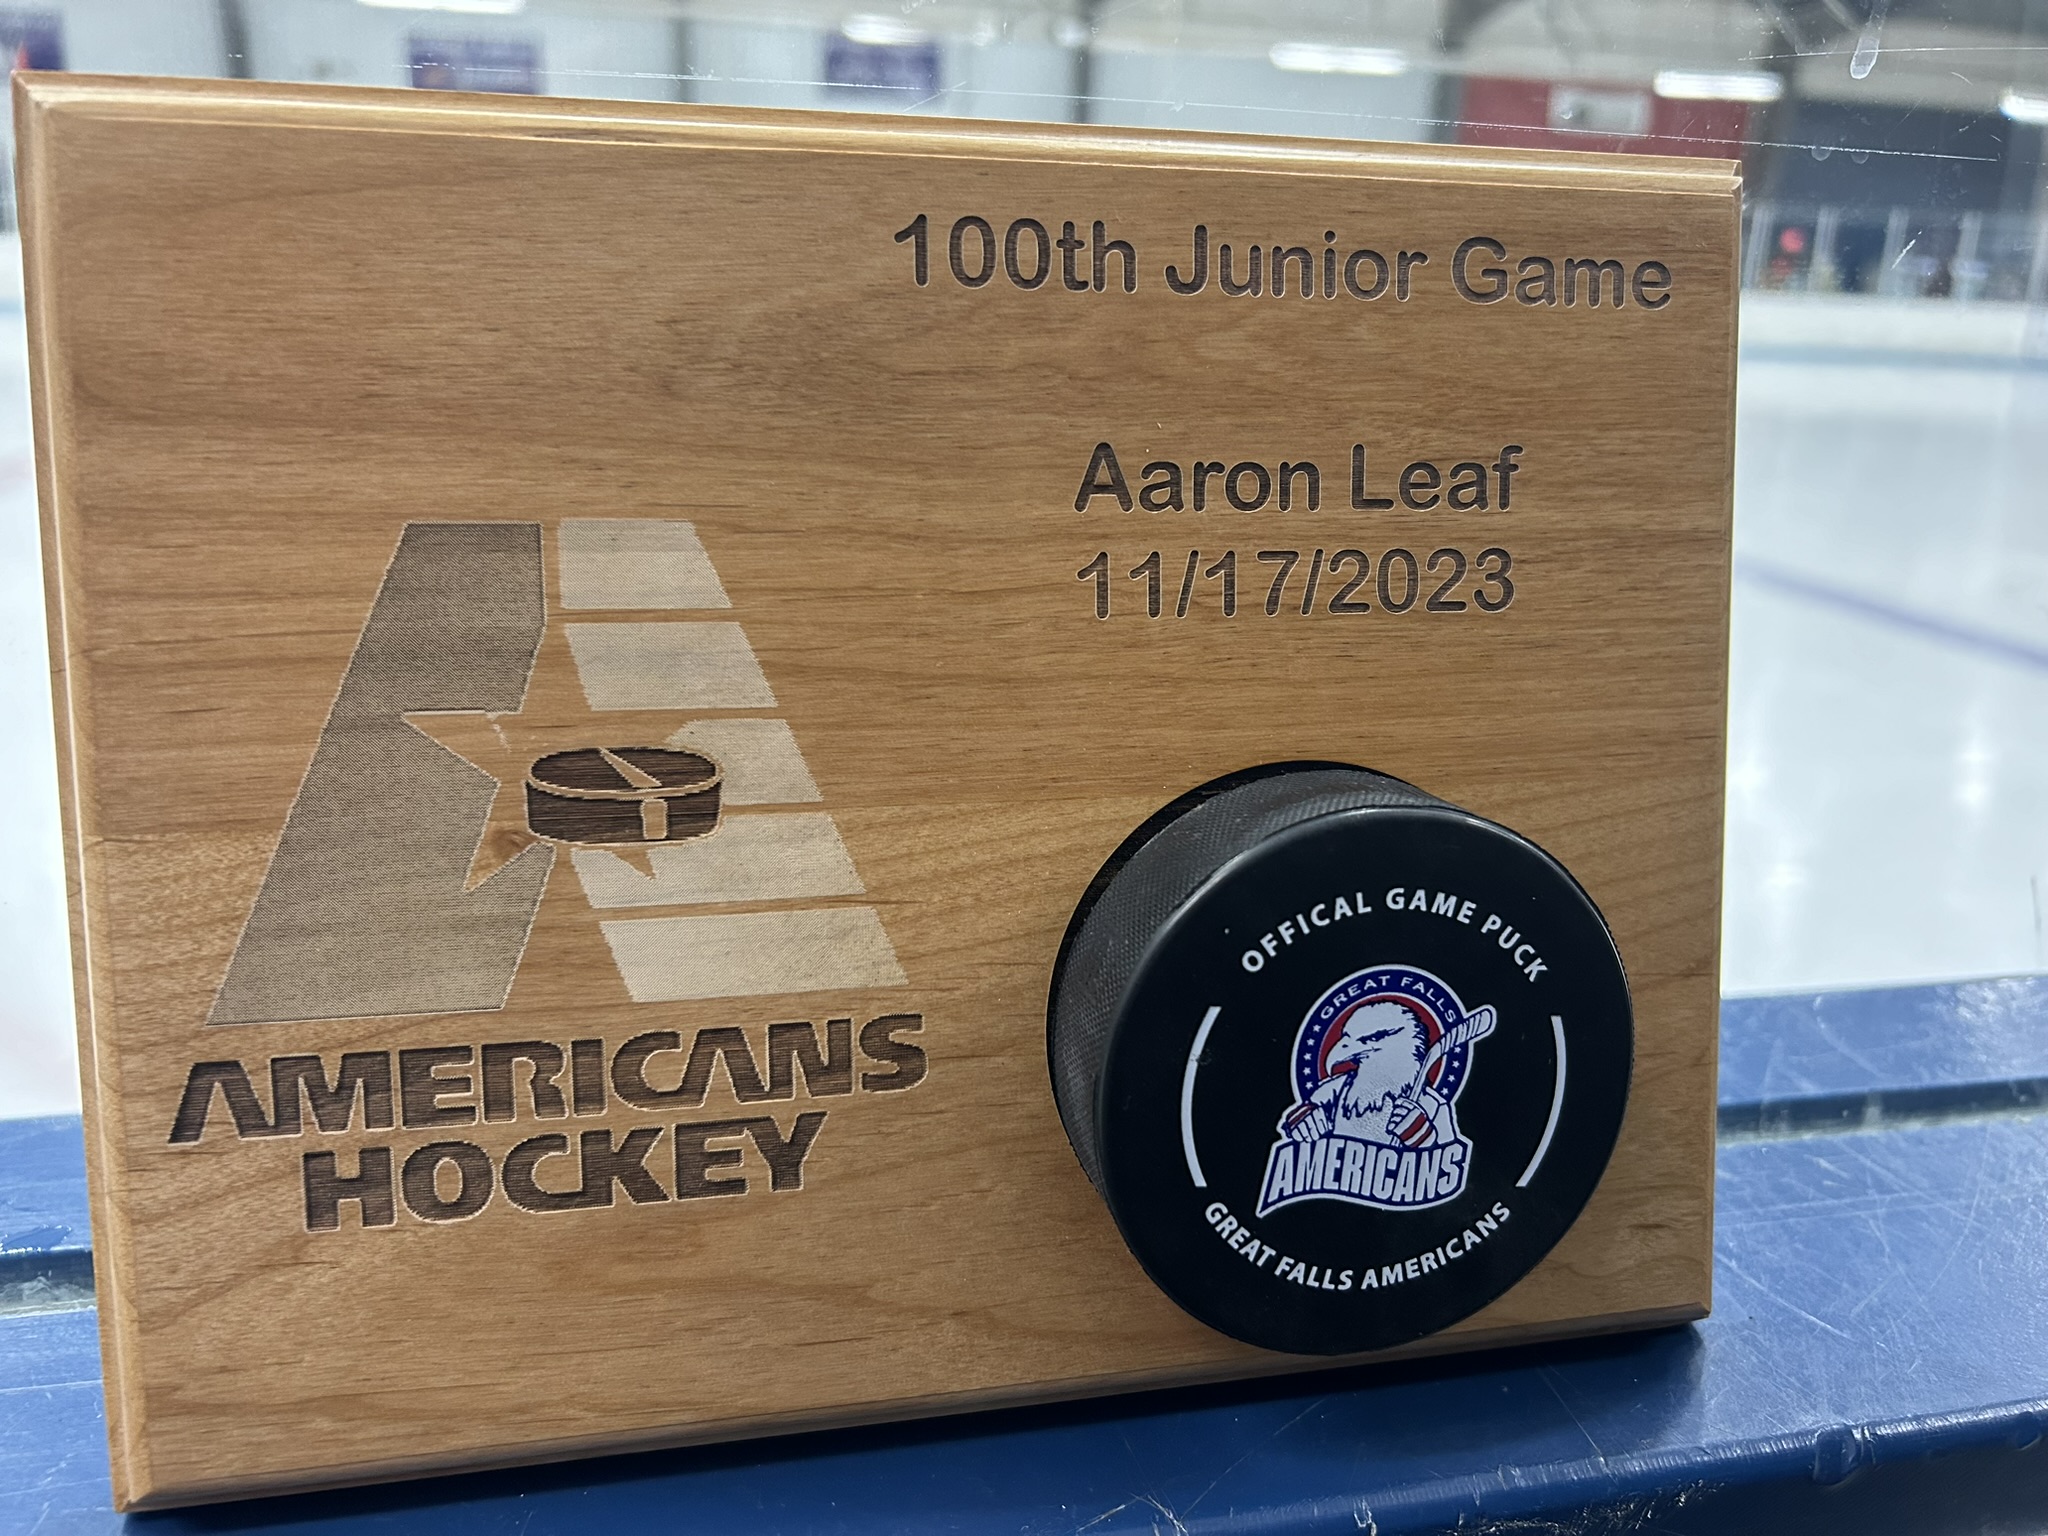 100th Junior Game
Aaron Leaf
11/17/2023
AMERICANS
HOCKEY
OFFICAL GAME PUCK
GREAT FALLS
AMERICANS
GREAT FALLS AMERICANS